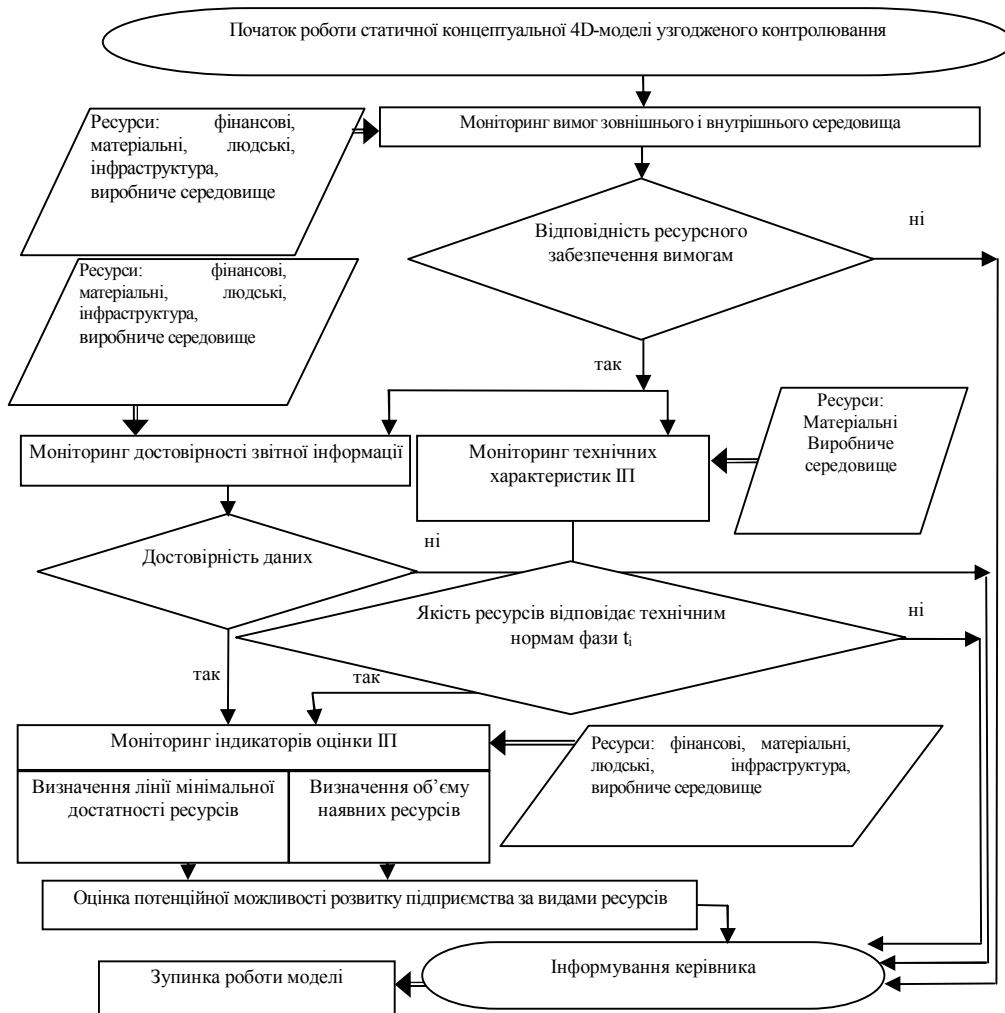 Початок роботи статичної концептуальної 4D-моделі узгодженого контролювання
Ресурси: фінансові,
матеріальні, людські,
інфраструктура,
виробниче середовище
Моніторинг вимог зовнішнього і внутрішнього середовища
Відповідність ресурсного
забезпечення вимогам
ні
так
Ресурси: фінансові,
матеріальні, людські,
інфраструктура,
виробниче середовище
Ресурси:
Матеріальні
Виробниче
середовище
Моніторинг достовірності звітної інформації
Моніторинг технічних
характеристик ІП
Достовірність даних
ні
Якість ресурсів відповідає технічним
нормам фази ti
ні
так
так
Моніторинг індикаторів оцінки ІП
Ресурси: фінансові, матеріальні,
людські, інфраструктура,
виробниче середовище
Визначення лінії мінімальної
достатності ресурсів
Визначення об’єму
наявних ресурсів
Оцінка потенційної можливості розвитку підприємства за видами ресурсів
Інформування керівника
Зупинка роботи моделі